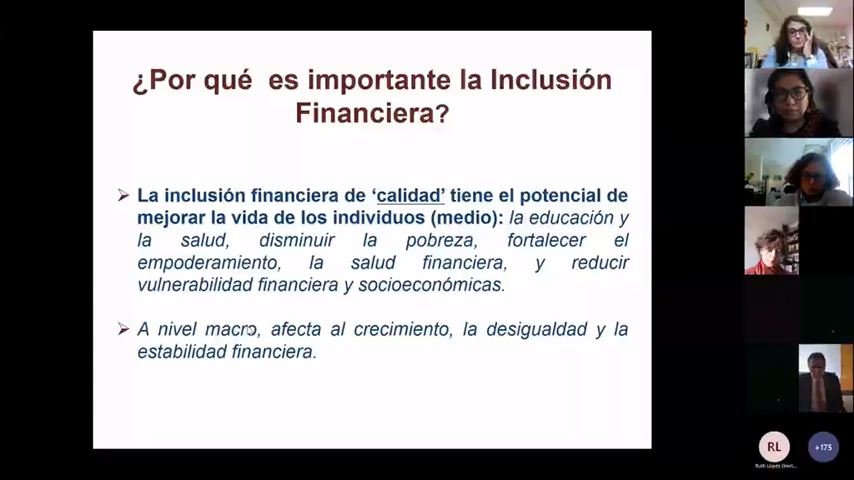 ¿Por qué es importante la Inclusión
Financiera?
La inclusión financiera de ‘calidad’ tiene el potencial de
mejorar la vida de los individuos (medio): la educación y
la salud, disminuir la pobreza, fortalecer el
empoderamiento, la salud financiera, y reducir
vulnerabilidad financiera y socioeconómicas.
A nivel macro, afecta al crecimiento, la desigualdad y la
estabilidad financiera.
RL
+175